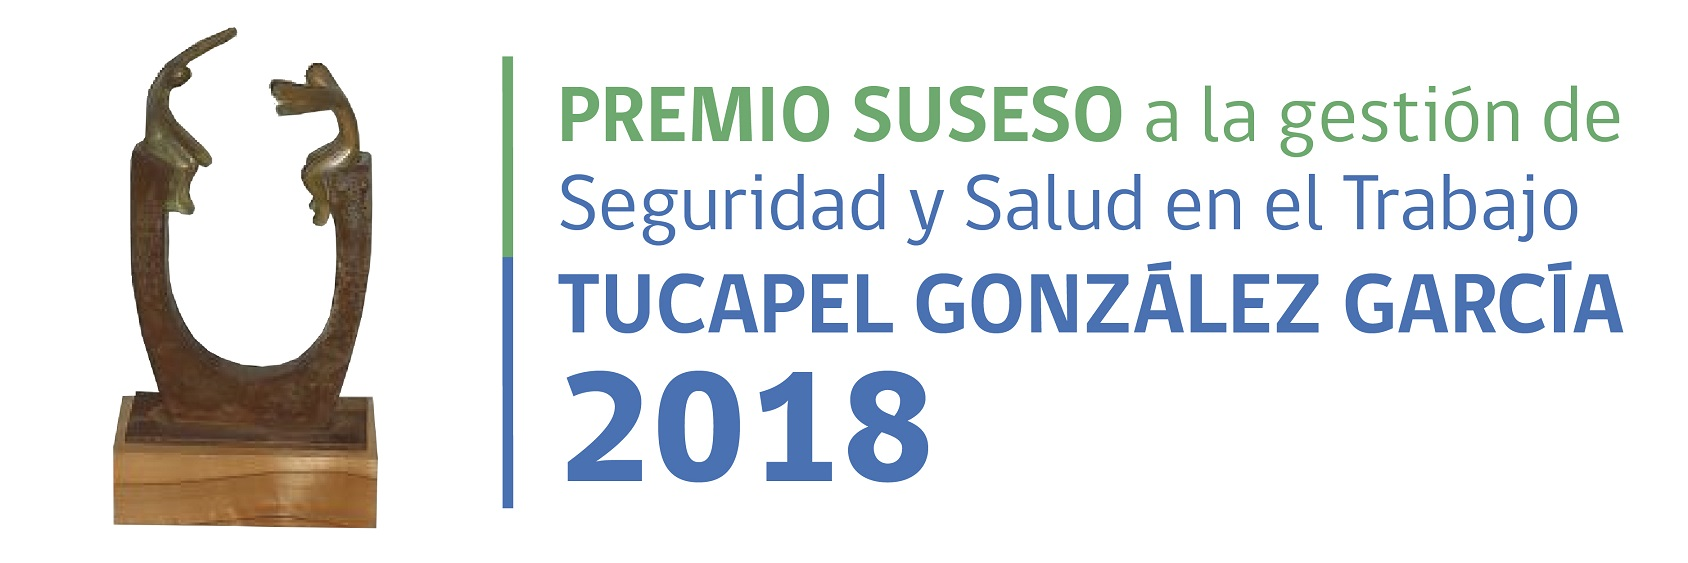 PREMIO SUSESO a la gestión de
Seguridad y Salud en el Trabajo
TUCAPEL GONZÁLEZ GARCÍA
2018